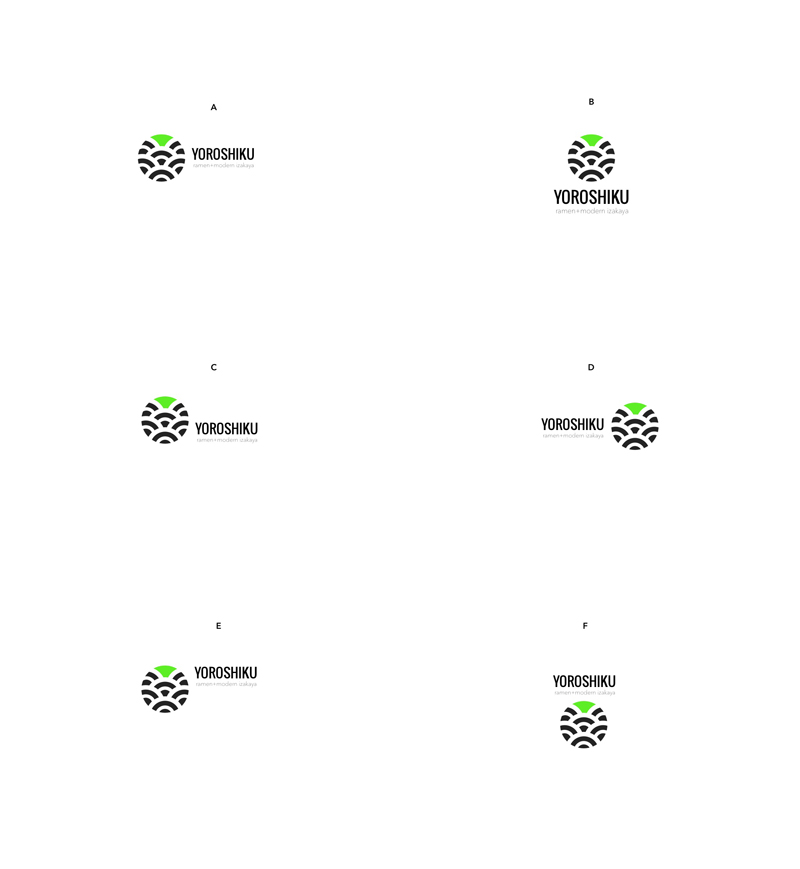 A
YOROSHIKU
ramen+modern izakaya
B
YOROSHIKU
ramen+modern izakaya
C
YOROSHIKU
ramen+modern izakaya
D
YOROSHIKU
ramen+modern izakaya
E
YOROSHIKU
ramen+modern izakaya
F
YOROSHIKU
ramen+modern izakaya